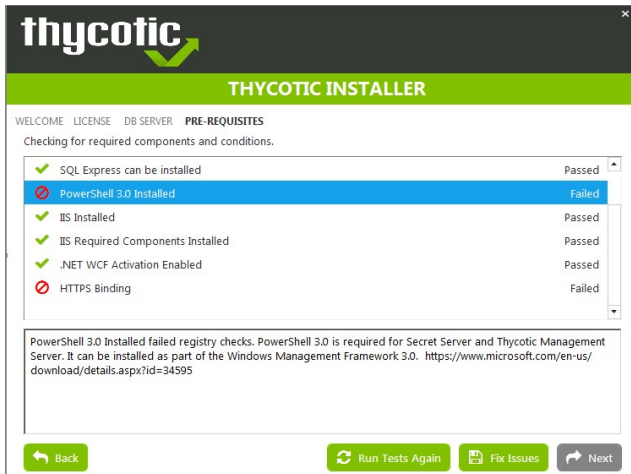 thycotic
THYCOTIC INSTALLER
WELCOME LICENSE DB SERVER PRE-REQUISITES
Checking for required components and conditions.
SQL Express can be installed Passed
PowerShell 3.0 Installed Failed
IIS Installed Passed
IIS Required Components Installed Passed
.NET WCF Activation Enabled Passed
HTTPS Binding Failed
PowerShell 3.0 Installed failed registry checks. PowerShell 3.0 is required for Secret Server and Thycotic Management
Server. It can be installed as part of the Windows Management Framework 3.0. https://www.microsoft.com/en-us/
download/details.aspx?id=34595
Back Run Tests Again Fix Issues Next